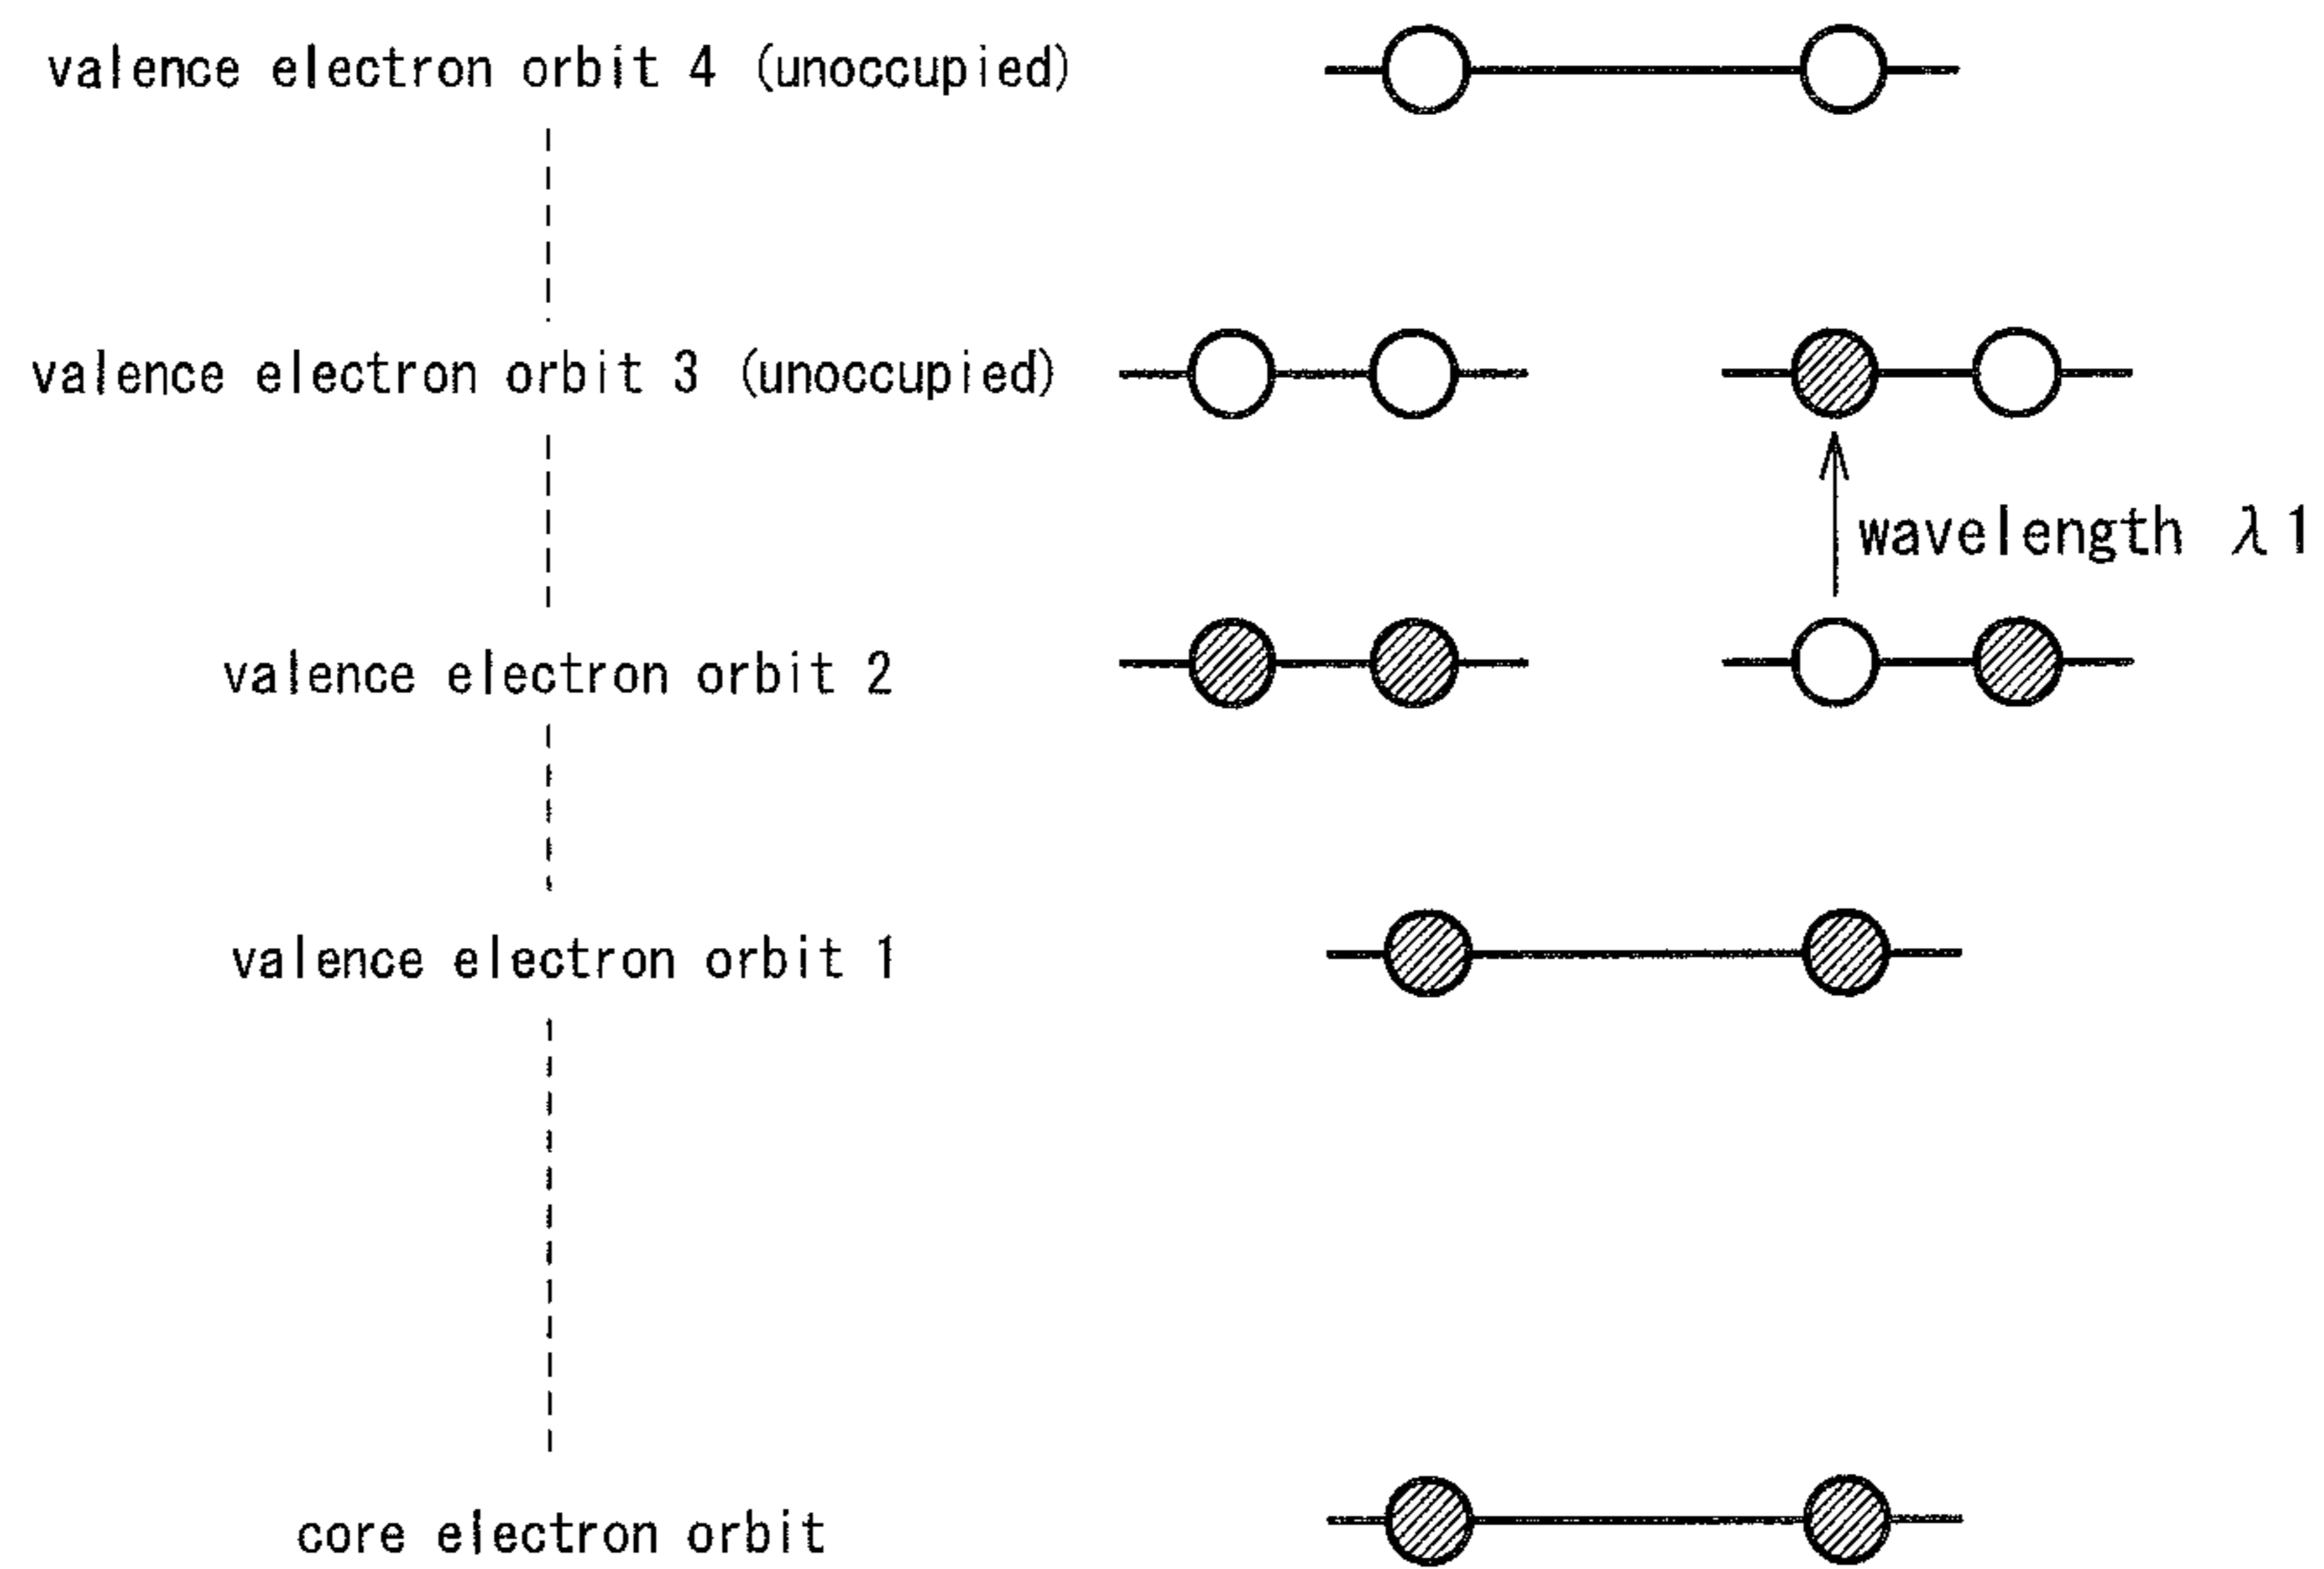 valence electron orbit 4 (unoccupied)
valence electron orbit 3 (unoccupied)
wavelength λ1
valence electron orbit 2
valence electron orbit 1
core electron orbit